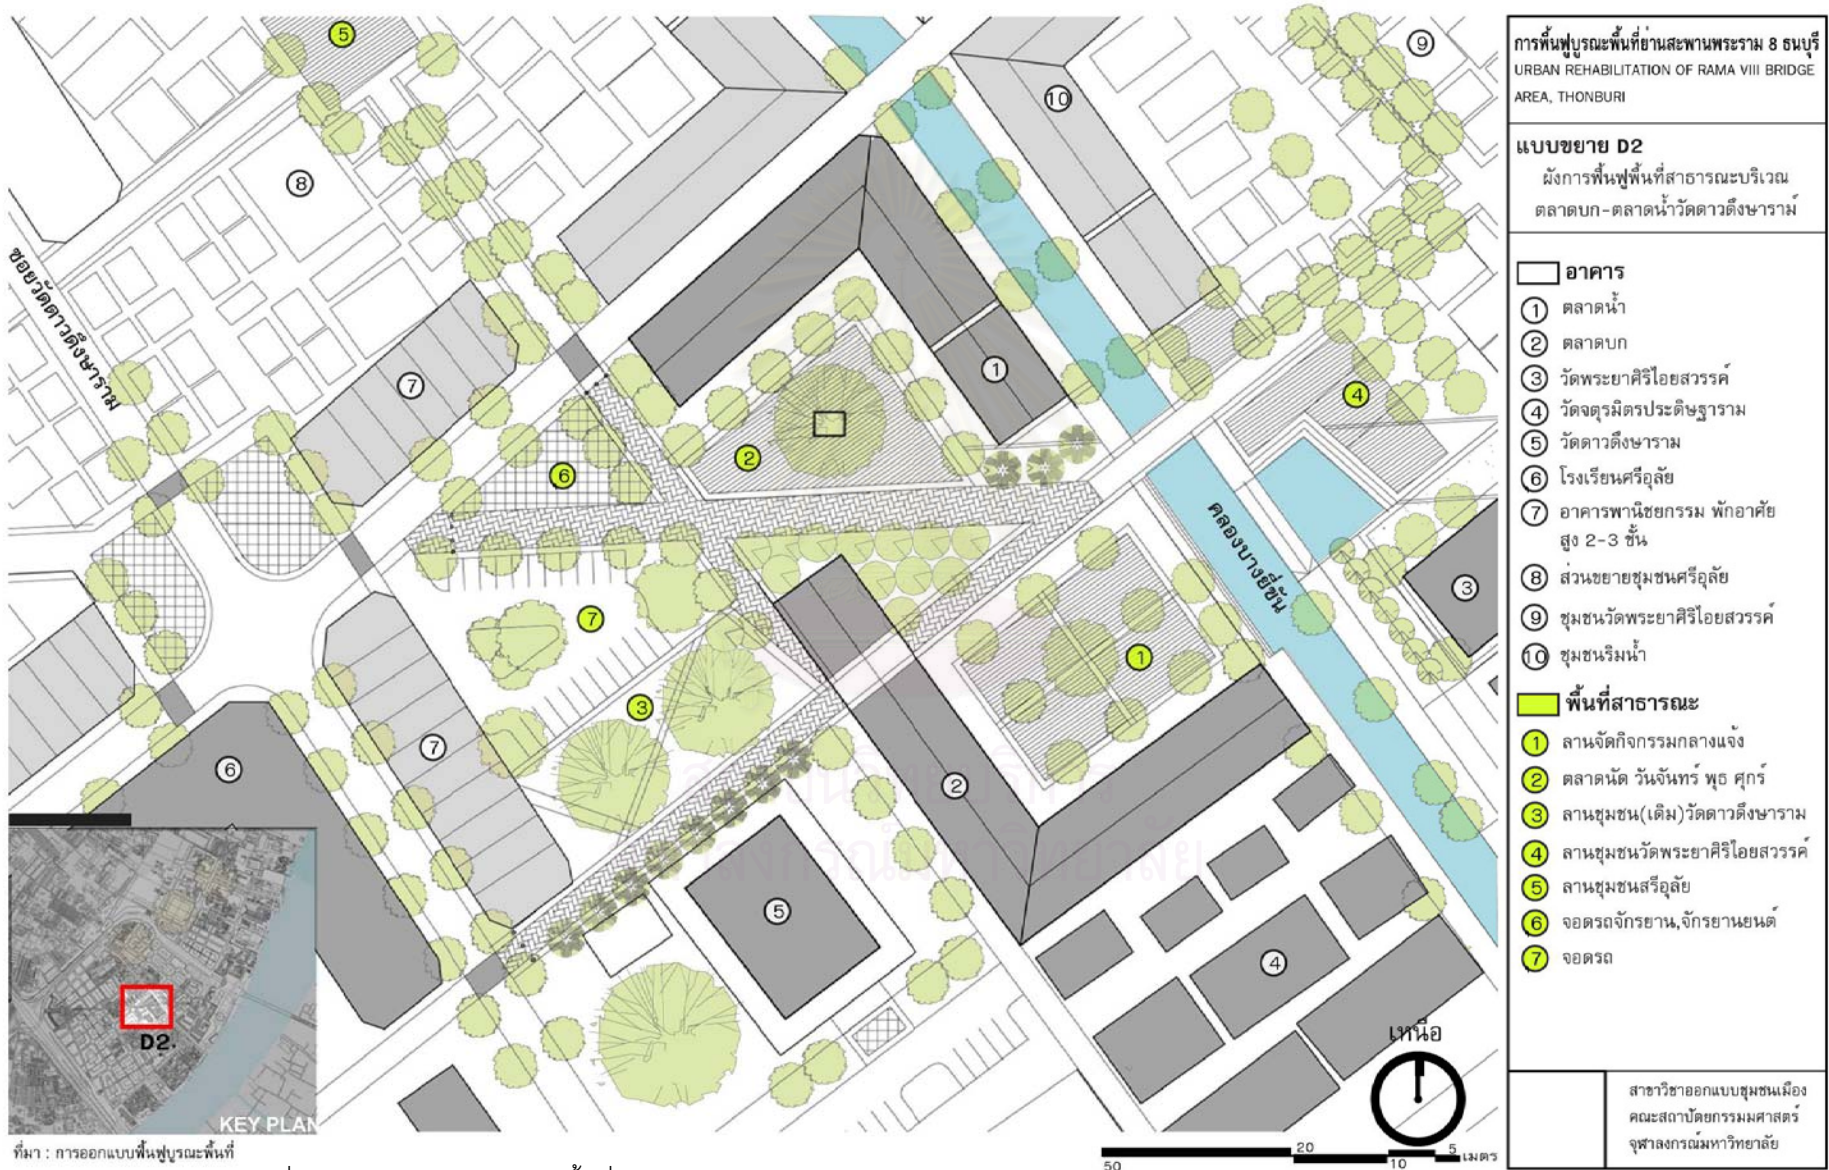 การฟื้นฟูบูรณะพื้นที่ย่านสะพานพระราม 8 ธนบุรี
URBAN REHABILITATION OF RAMA VIII BRIDGE
AREA, THONBURI
แบบขยาย D2
ผังการฟื้นฟูพื้นที่สาธารณะบริเวณ
ตลาดบก-ตลาดน้ำวัดดาวดึงษาราม
อาคาร
1 ตลาดน้ำ
2 ตลาดบก
3 วัดพระยาศิริไอยสวรรค์
4 วัดจตุรมิตรประดิษฐาราม
5 วัดดาวดึงษาราม
6 โรงเรียนศรีอุลัย
7 อาคารพานิชยกรรม พักอาศัย
สูง 2-3 ชั้น
8 ส่วนขยายชุมชนศรีอุลัย
9 ชุมชนวัดพระยาศิริไอยสวรรค์
10 ชุมชนริมน้ำ
พื้นที่สาธารณะ
1 ลานจัดกิจกรรมกลางแจ้ง
2 ตลาดนัด วันจันทร์ พุธ ศุกร์
3 ลานชุมชน(เดิม)วัดดาวดึงษาราม
4 ลานชุมชนวัดพระยาศิริไอยสวรรค์
5 ลานชุมชนสรีอุลัย
6 จอดรถจักรยาน,จักรยานยนต์
7 จอดรถ
สาขาวิชาออกแบบชุมชนเมือง
คณะสถาปัตยกรรมศาสตร์
จุฬาลงกรณ์มหาวิทยาลัย
5
9
10
8
7
1
4
2
6
3
7
1
3
7
6
2
5
4
ซอยวัดดาวดึงษาราม
คลองบางยี่ขัน
เหนือ
D2.
KEY PLAN
50
20
10
5
เมตร
ที่มา : การออกแบบฟื้นฟูบูรณะพื้นที่